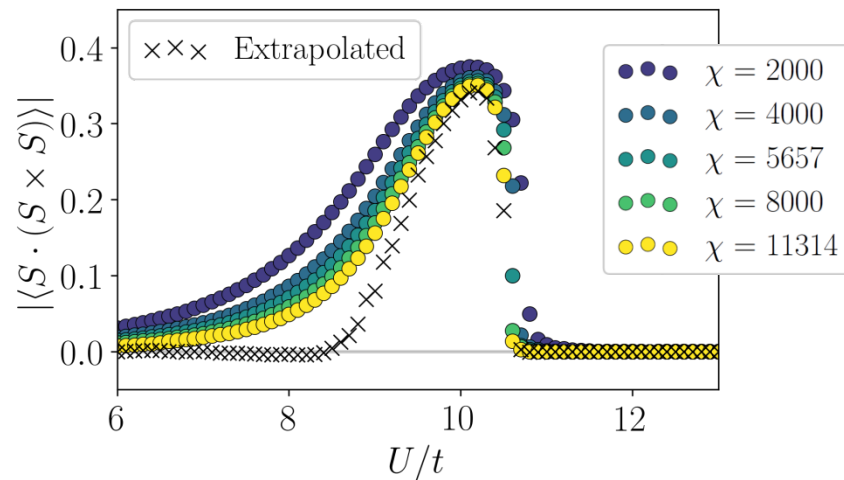 Extrapolated
χ = 2000
χ = 4000
χ = 5657
χ = 8000
χ = 11314
|⟨S · (S × S)⟩|
0.4
0.3
0.2
0.1
0.0
6
8
10
12
U/t